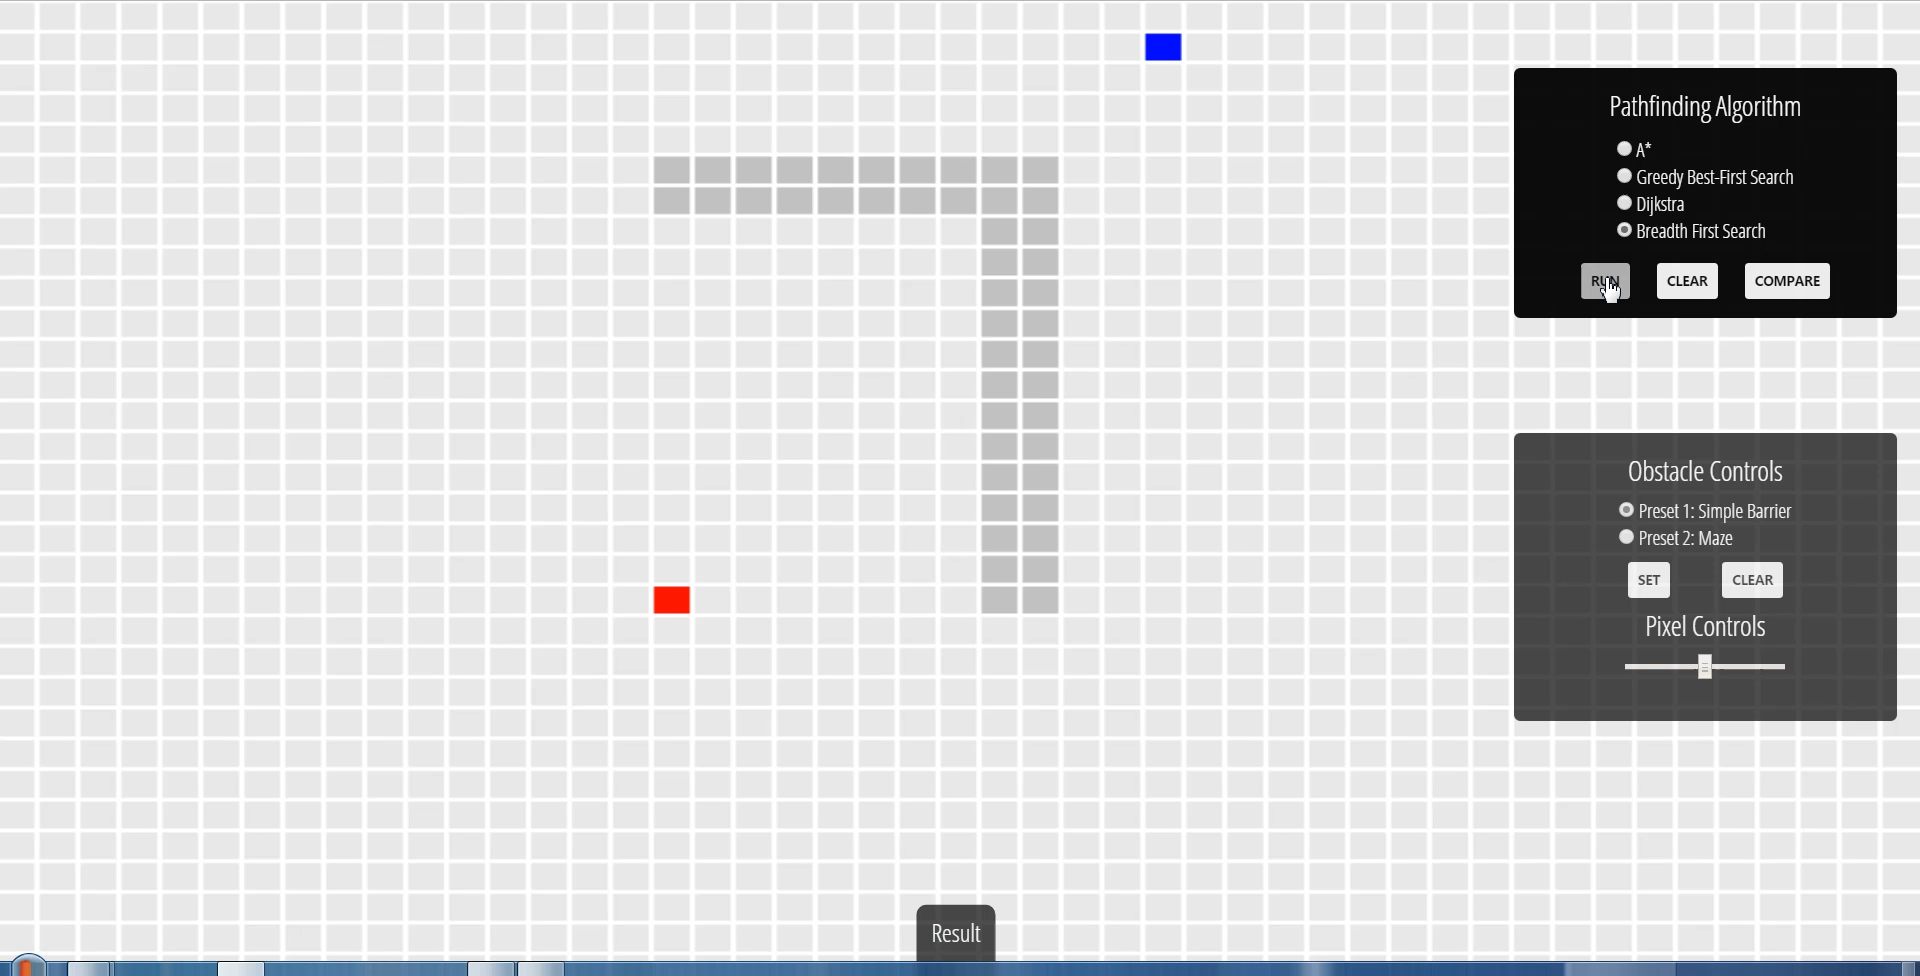 Pathfinding Algorithm
A*
Greedy Best-First Search
Dijkstra
Breadth First Search
RUN CLEAR COMPARE
Obstacle Controls
Preset 1: Simple Barrier
Preset 2: Maze
SET CLEAR
Pixel Controls
Result